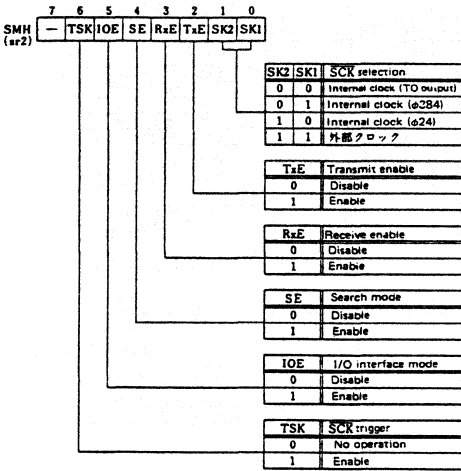 7 6 5 4 3 2 1 0
SMH — TSK IOE SE RxE TxE SK2 SK1
(sr2)
SK2 SK1 SCK selection
0 0 Internal clock (TO output)
0 1 Internal clock (φ384)
1 0 Internal clock (φ24)
1 1 外部クロック
TxE Transmit enable
0 Disable
1 Enable
RxE Receive enable
0 Disable
1 Enable
SE Search mode
0 Disable
1 Enable
IOE I/O interface mode
0 Disable
1 Enable
TSK SCK trigger
0 No operation
1 Enable